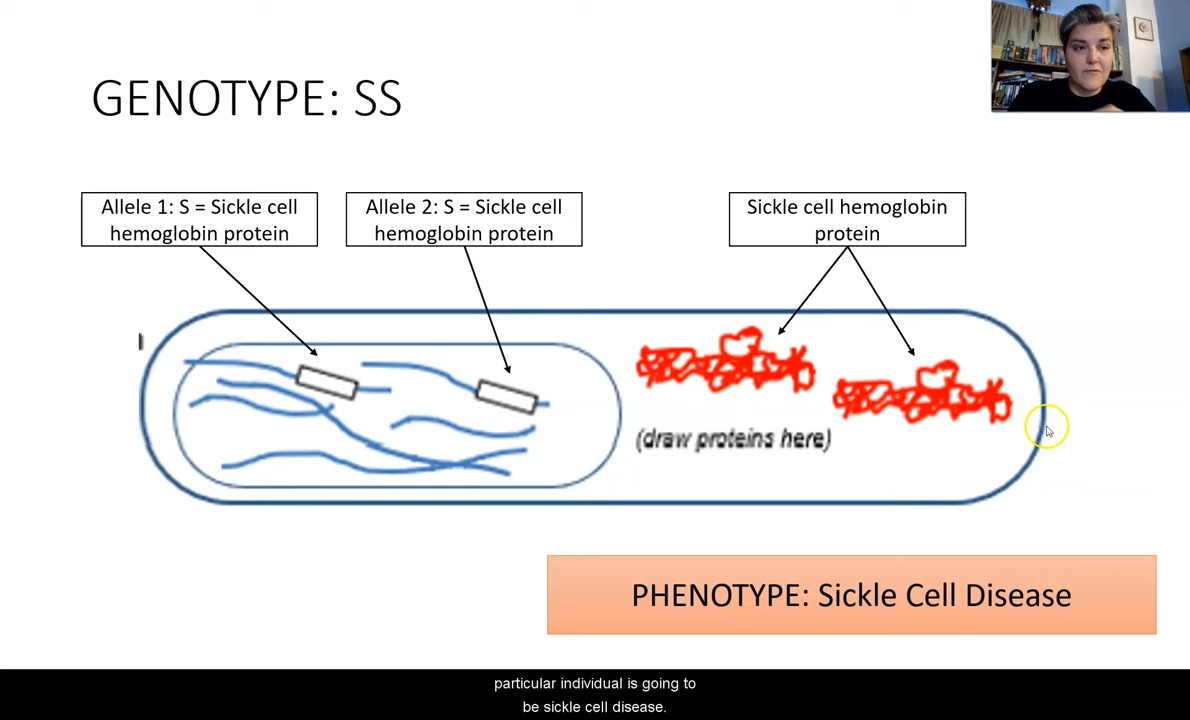 GENOTYPE: SS
Allele 1: S = Sickle cell
hemoglobin protein
Allele 2: S = Sickle cell
hemoglobin protein
Sickle cell hemoglobin
protein
(draw proteins here)
PHENOTYPE: Sickle Cell Disease
particular individual is going to
be sickle cell disease.